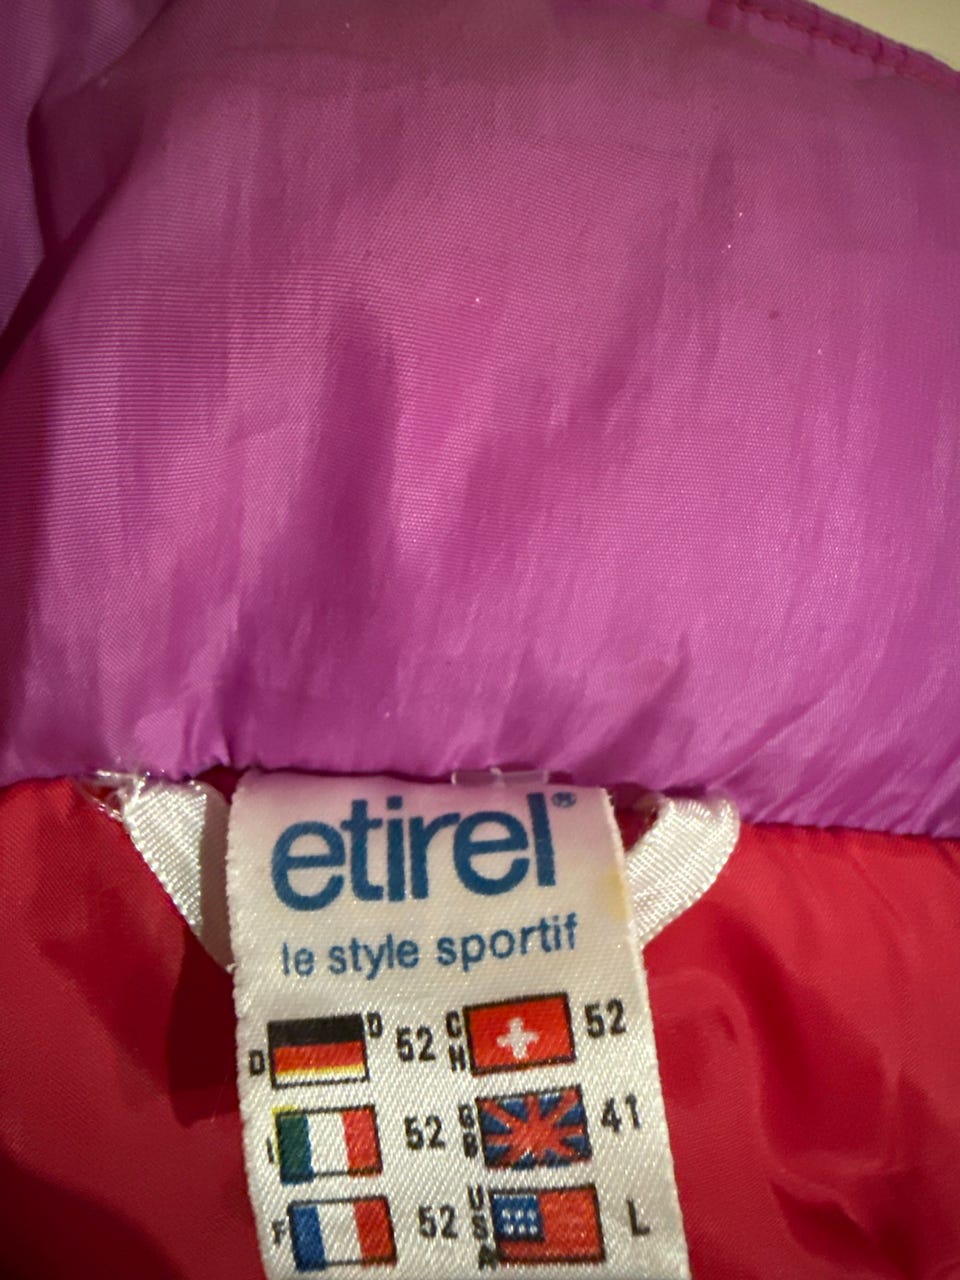 etirel®
le style sportif
D D 52 CH 52
I 52 GB 41
F 52 USA L